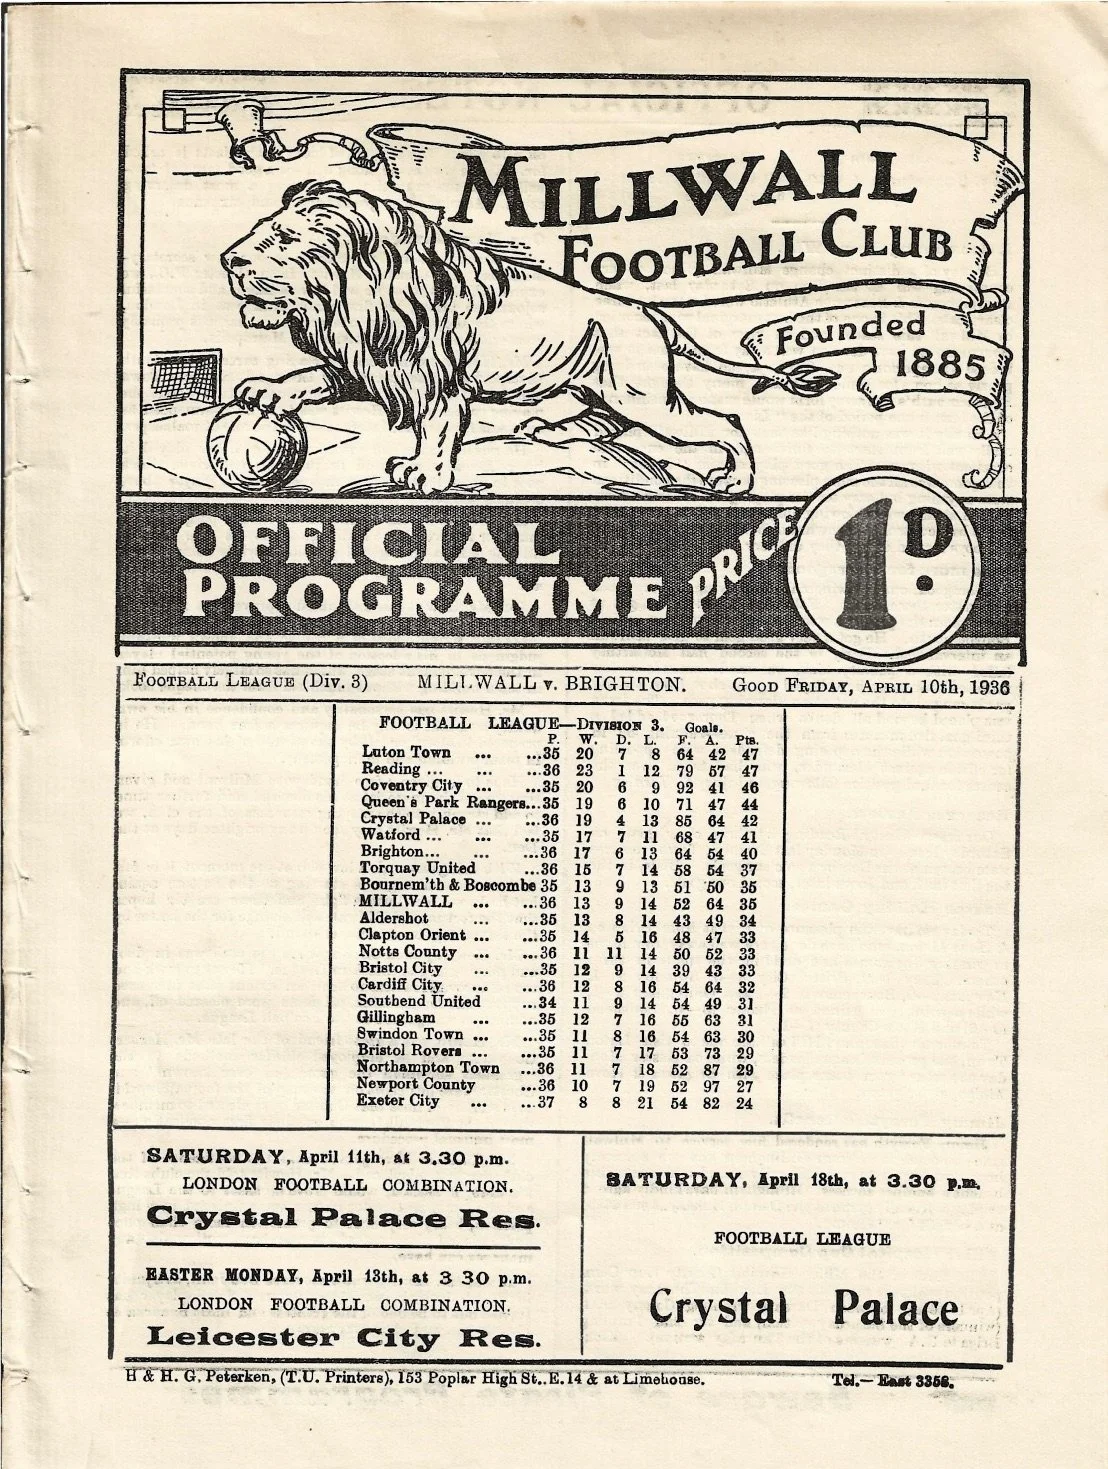 MILLWALL
FOOTBALL CLUB
Founded
1885
OFFICIAL
PROGRAMME
PRICE
1D.
FOOTBALL LEAGUE (DIV. 3) MILLWALL v. BRIGHTON. GOOD FRIDAY, APRIL 10th, 1936
FOOTBALL LEAGUE—DIVISION 3. Goals.
P. W. D. L. F. A. Pts.
Luton Town ... ...35 20 7 8 64 42 47
Reading ... ... ...36 23 1 12 79 57 47
Coventry City ... ...35 20 6 9 92 41 46
Queen's Park Rangers...35 19 6 10 71 47 44
Crystal Palace ... ...36 19 4 13 85 64 42
Watford ... ... ...35 17 7 11 68 47 41
Brighton... ... ...36 17 6 13 64 54 40
Torquay United ...36 15 7 14 58 54 37
Bournem'th & Boscombe 35 13 9 13 51 50 35
MILLWALL ... ...36 13 9 14 52 64 35
Aldershot ... ...35 13 8 14 43 49 34
Clapton Orient ... ...35 14 5 16 48 47 33
Notts County ... ...36 11 11 14 50 52 33
Bristol City ... ...35 12 9 14 39 43 33
Cardiff City ... ...36 12 8 16 54 64 32
Southend United ...34 11 9 14 54 49 31
Gillingham ... ...35 12 7 16 55 63 31
Swindon Town ... ...35 11 8 16 54 63 30
Bristol Rovers ... ...35 11 7 17 53 73 29
Northampton Town ...36 11 7 18 52 87 29
Newport County ...36 10 7 19 52 97 27
Exeter City ... ...37 8 8 21 54 82 24
SATURDAY, April 11th, at 3.30 p.m.
LONDON FOOTBALL COMBINATION.
Crystal Palace Res.
EASTER MONDAY, April 13th, at 3 30 p.m.
LONDON FOOTBALL COMBINATION.
Leicester City Res.
SATURDAY, April 18th, at 3.30 p.m.
FOOTBALL LEAGUE
Crystal Palace
H & H. G. Peterken, (T.U. Printers), 153 Poplar High St., E.14 & at Limehouse. Tel.— East 3358.